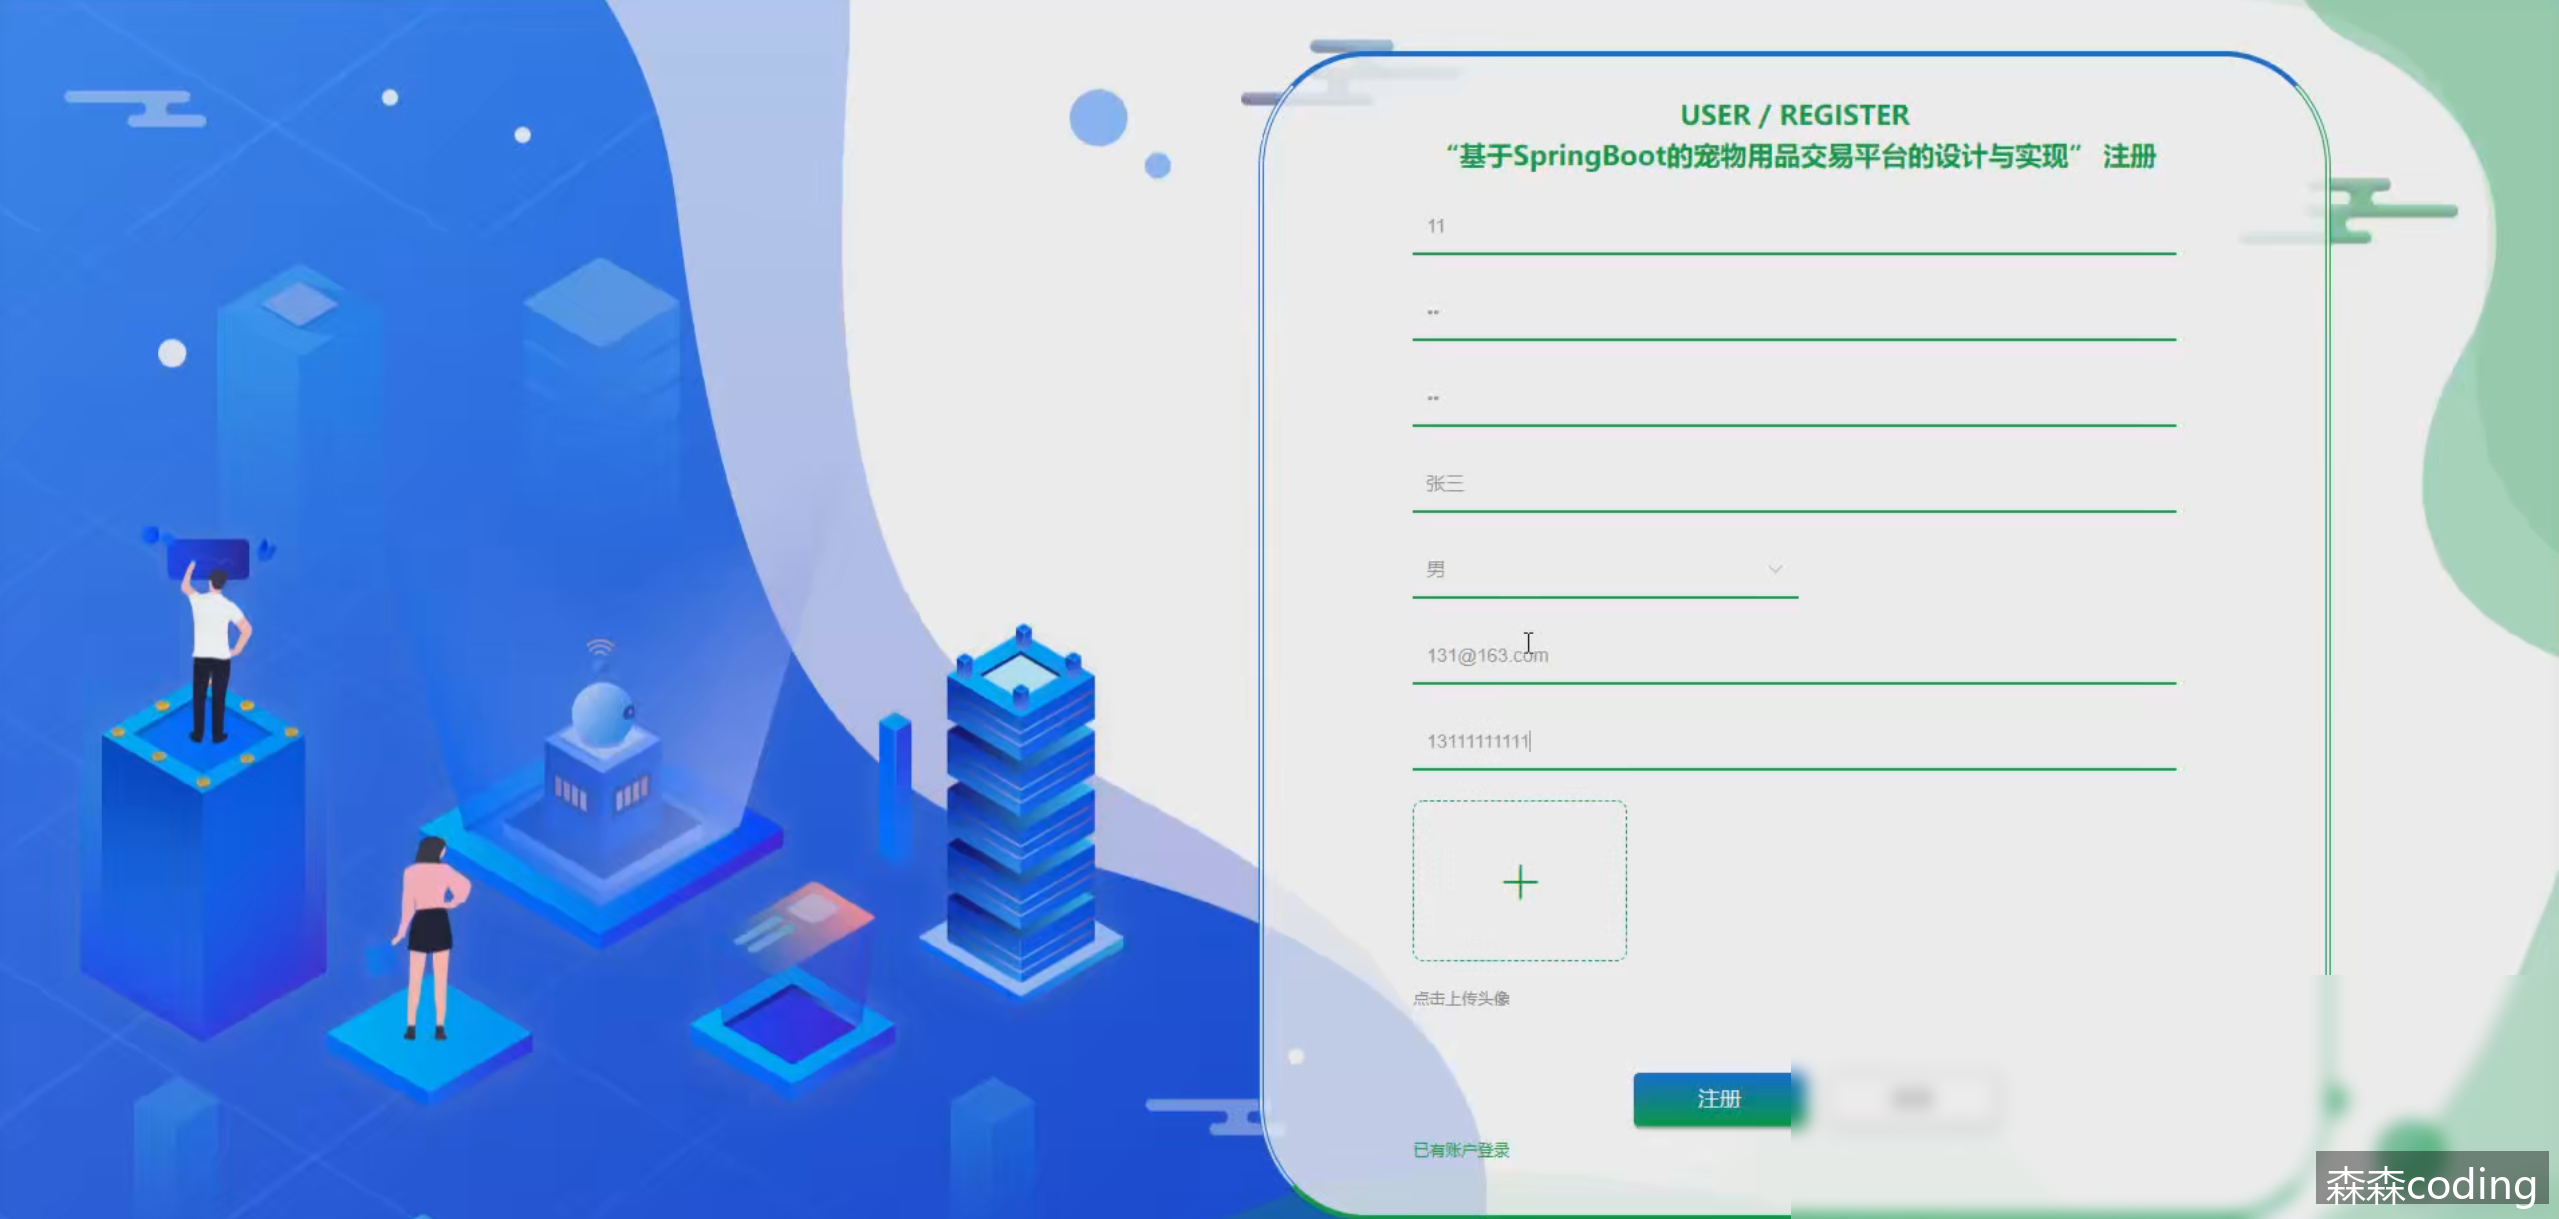 USER / REGISTER
“基于SpringBoot的宠物用品交易平台的设计与实现” 注册
11
••
••
张三
男
131@163.com
13111111111
点击上传头像
注册
已有账户登录
森森coding